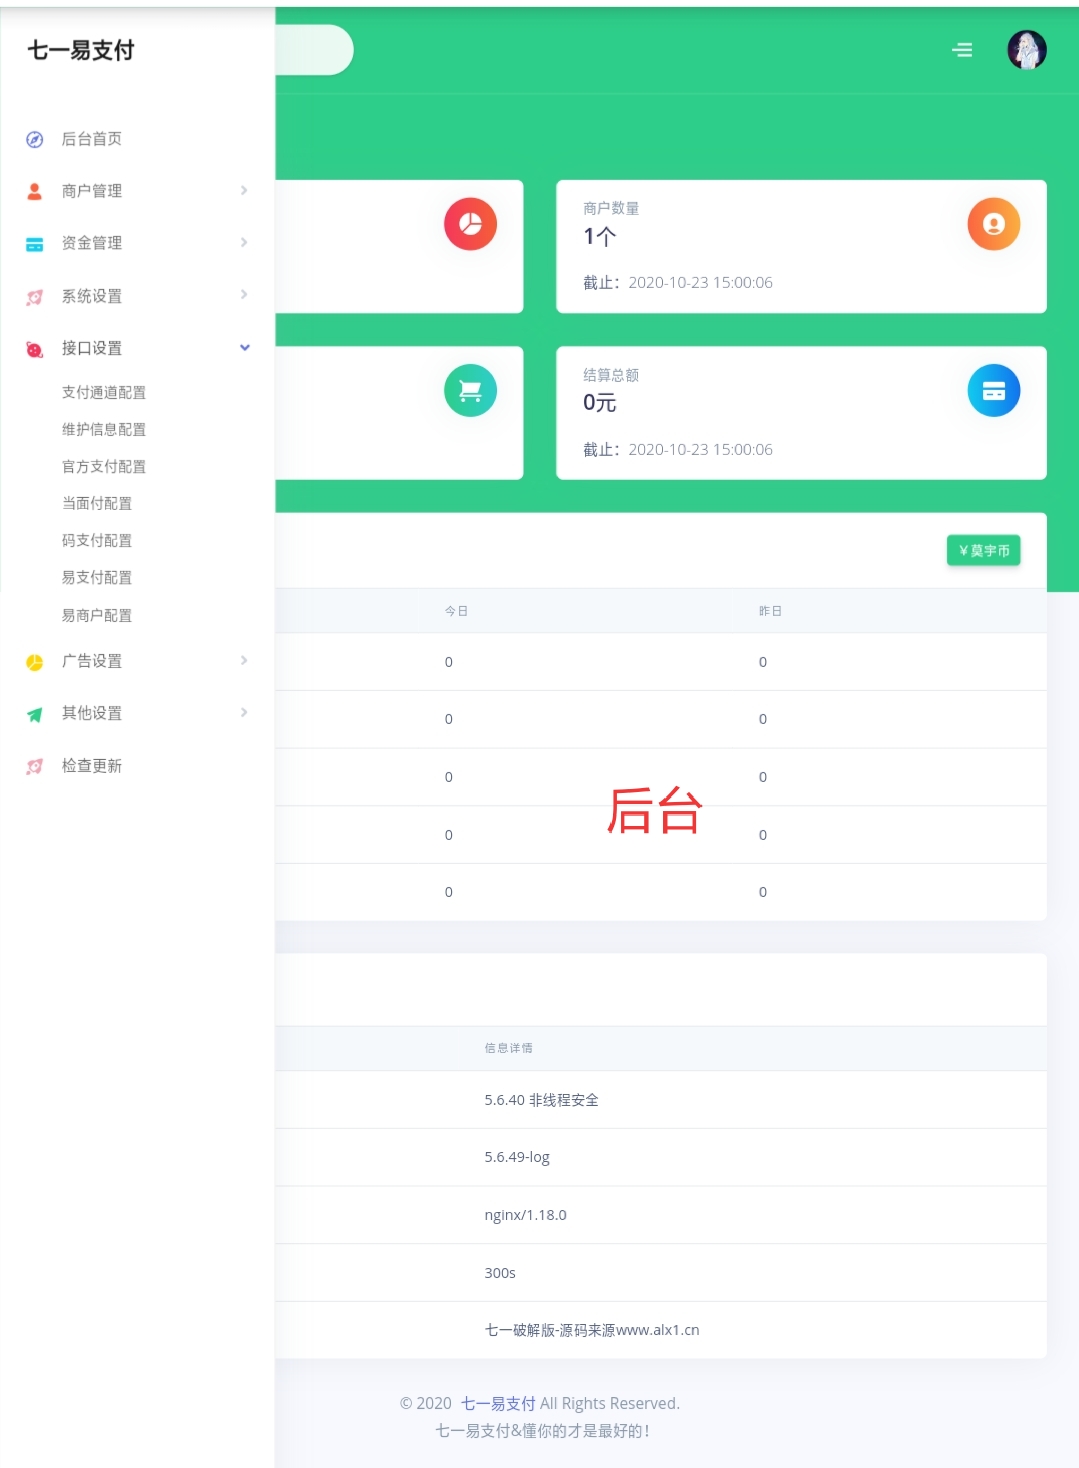 七一易支付
后台首页
商户管理
资金管理
系统设置
接口设置
支付通道配置
维护信息配置
官方支付配置
当面付配置
码支付配置
易支付配置
易商户配置
广告设置
其他设置
检查更新
商户数量
1个
截止：2020-10-23 15:00:06
结算总额
0元
截止：2020-10-23 15:00:06
¥莫宇币
今日 昨日
0 0
0 0
0 0
0 0
0 0
后台
信息详情
5.6.40 非线程安全
5.6.49-log
nginx/1.18.0
300s
七一破解版-源码来源www.alx1.cn
© 2020 七一易支付 All Rights Reserved.
七一易支付&懂你的才是最好的！